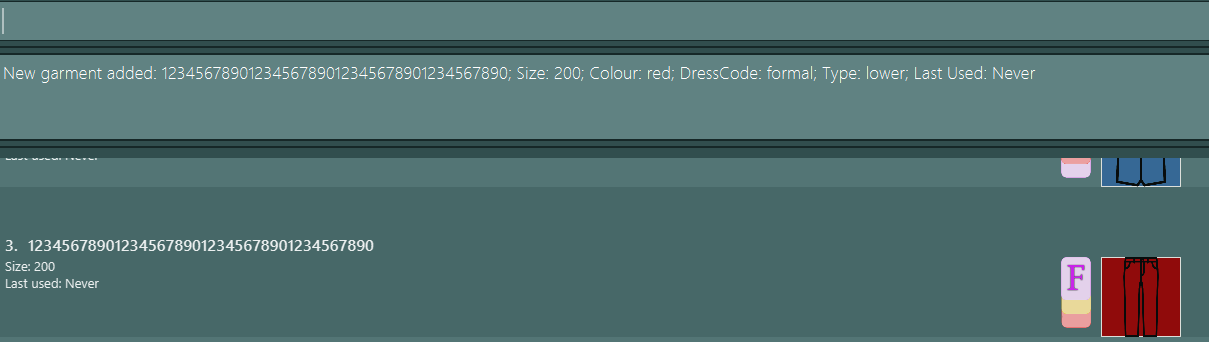 New garment added: 1234567890123456789012345678901234567890; Size: 200; Colour: red; DressCode: formal; Type: lower; Last Used: Never
Last used: Never
3. 1234567890123456789012345678901234567890
Size: 200
Last used: Never
F